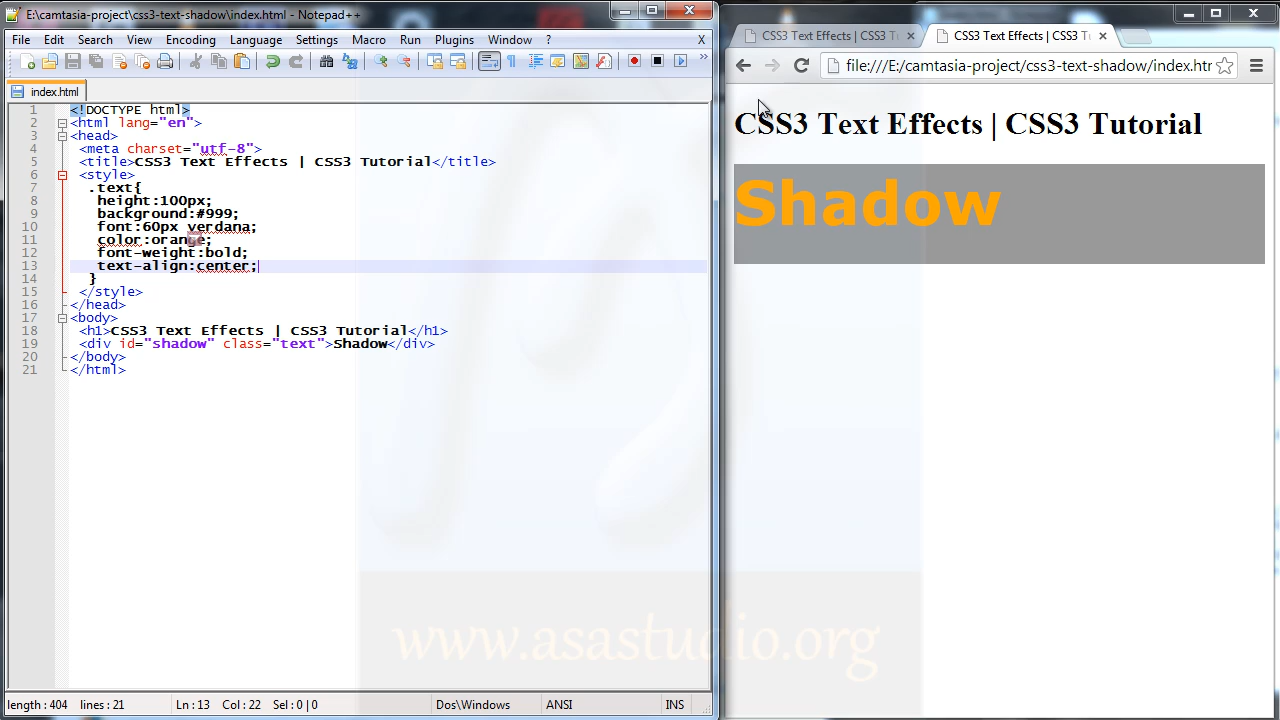 E:\camtasia-project\css3-text-shadow\index.html - Notepad++
File Edit Search View Encoding Language Settings Macro Run Plugins Window ? X
index.html
1 <!DOCTYPE html>
2 <html lang="en">
3 <head>
4 <meta charset="utf-8">
5 <title>CSS3 Text Effects | CSS3 Tutorial</title>
6 <style>
7 .text{
8 height:100px;
9 background:#999;
10 font:60px verdana;
11 color:orange;
12 font-weight:bold;
13 text-align:center;
14 }
15 </style>
16 </head>
17 <body>
18 <h1>CSS3 Text Effects | CSS3 Tutorial</h1>
19 <div id="shadow" class="text">Shadow</div>
20 </body>
21 </html>
length : 404 lines : 21 Ln : 13 Col : 22 Sel : 0 | 0 Dos\Windows ANSI INS
CSS3 Text Effects | CSS3 T
CSS3 Text Effects | CSS3 T
file:///E:/camtasia-project/css3-text-shadow/index.htm
CSS3 Text Effects | CSS3 Tutorial
Shadow
www.asastudio.org